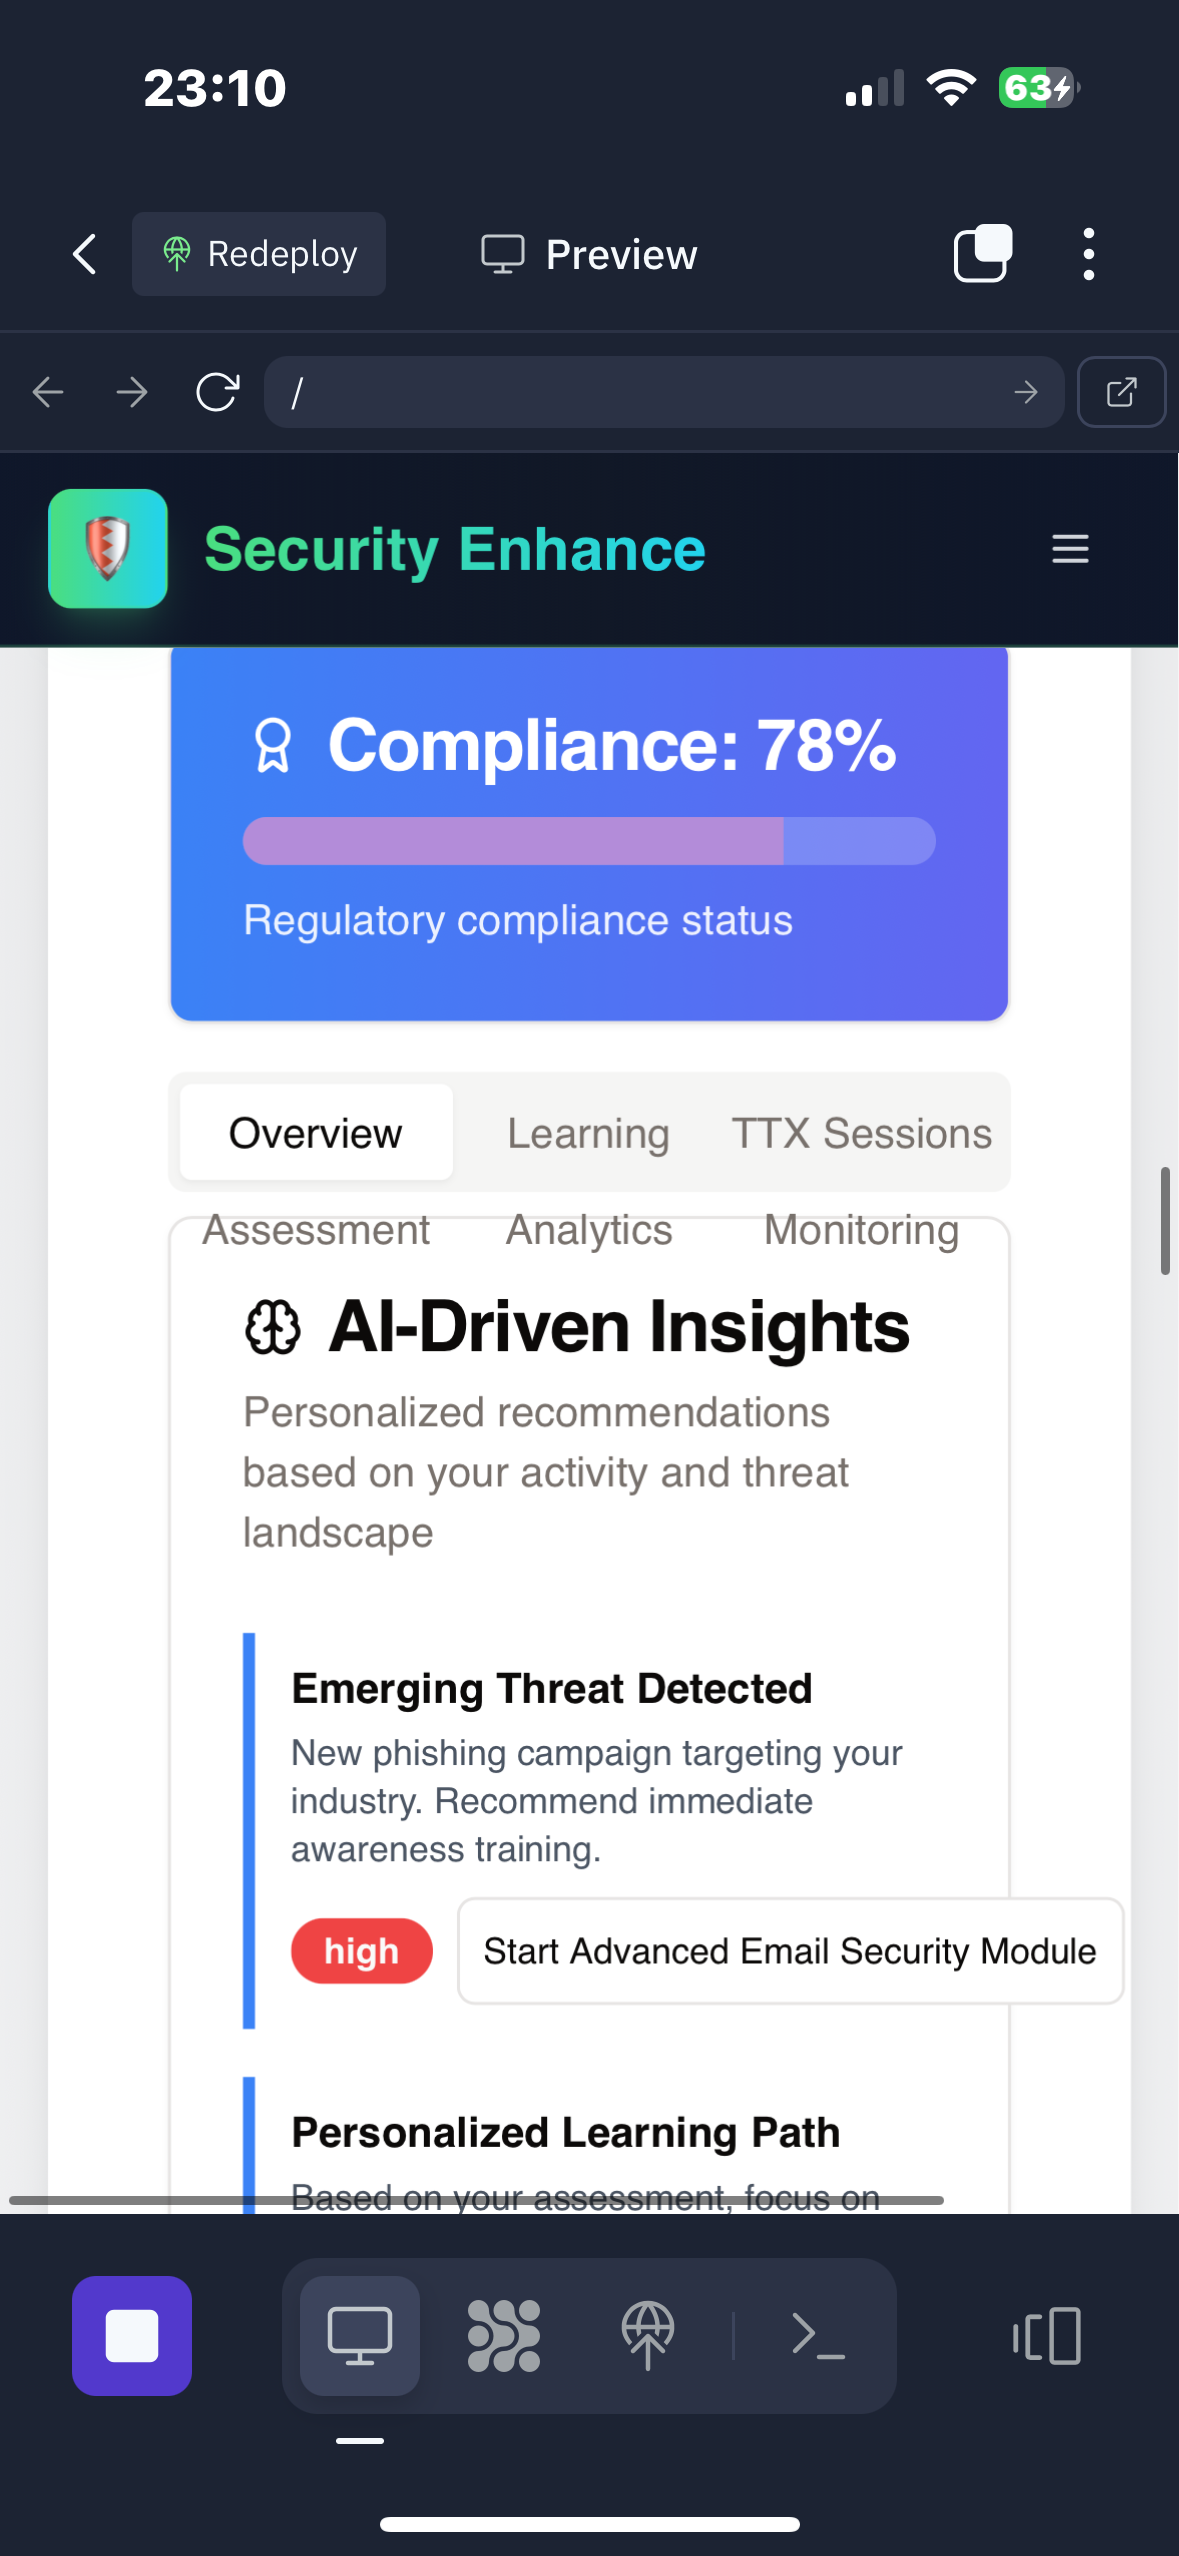 23:10
63
Redeploy
Preview
/
Security Enhance
Compliance: 78%
Regulatory compliance status
Overview
Learning
TTX Sessions
Assessment
Analytics
Monitoring
AI-Driven Insights
Personalized recommendations
based on your activity and threat
landscape
Emerging Threat Detected
New phishing campaign targeting your
industry. Recommend immediate
awareness training.
high
Start Advanced Email Security Module
Personalized Learning Path
Based on your assessment, focus on